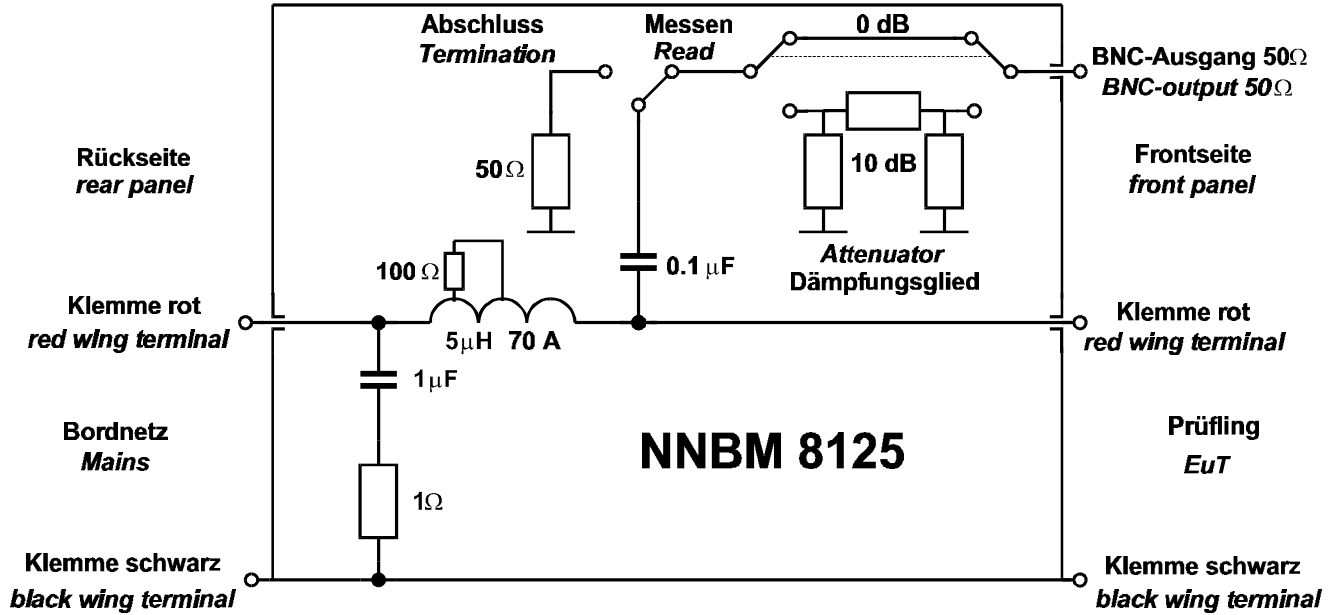 Abschluss
Termination
Messen
Read
0 dB
BNC-Ausgang 50Ω
BNC-output 50Ω
Rückseite
rear panel
50Ω
10 dB
Frontseite
front panel
Attenuator
Dämpfungsglied
100 Ω
0.1 µF
Klemme rot
red wing terminal
5µH 70 A
Klemme rot
red wing terminal
1µF
Bordnetz
Mains
NNBM 8125
Prüfling
EuT
1Ω
Klemme schwarz
black wing terminal
Klemme schwarz
black wing terminal